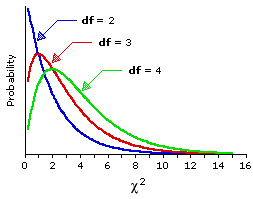 df = 2
df = 3
df = 4
Probability
0 2 4 6 8 10 12 14 16
χ²